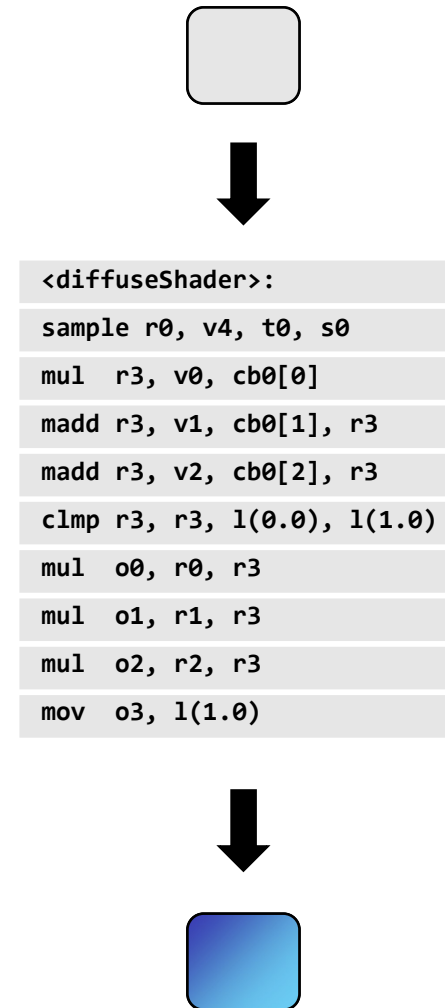 <diffuseShader>:
sample r0, v4, t0, s0
mul  r3, v0, cb0[0]
madd r3, v1, cb0[1], r3
madd r3, v2, cb0[2], r3
clmp r3, r3, l(0.0), l(1.0)
mul  o0, r0, r3
mul  o1, r1, r3
mul  o2, r2, r3
mov  o3, l(1.0)